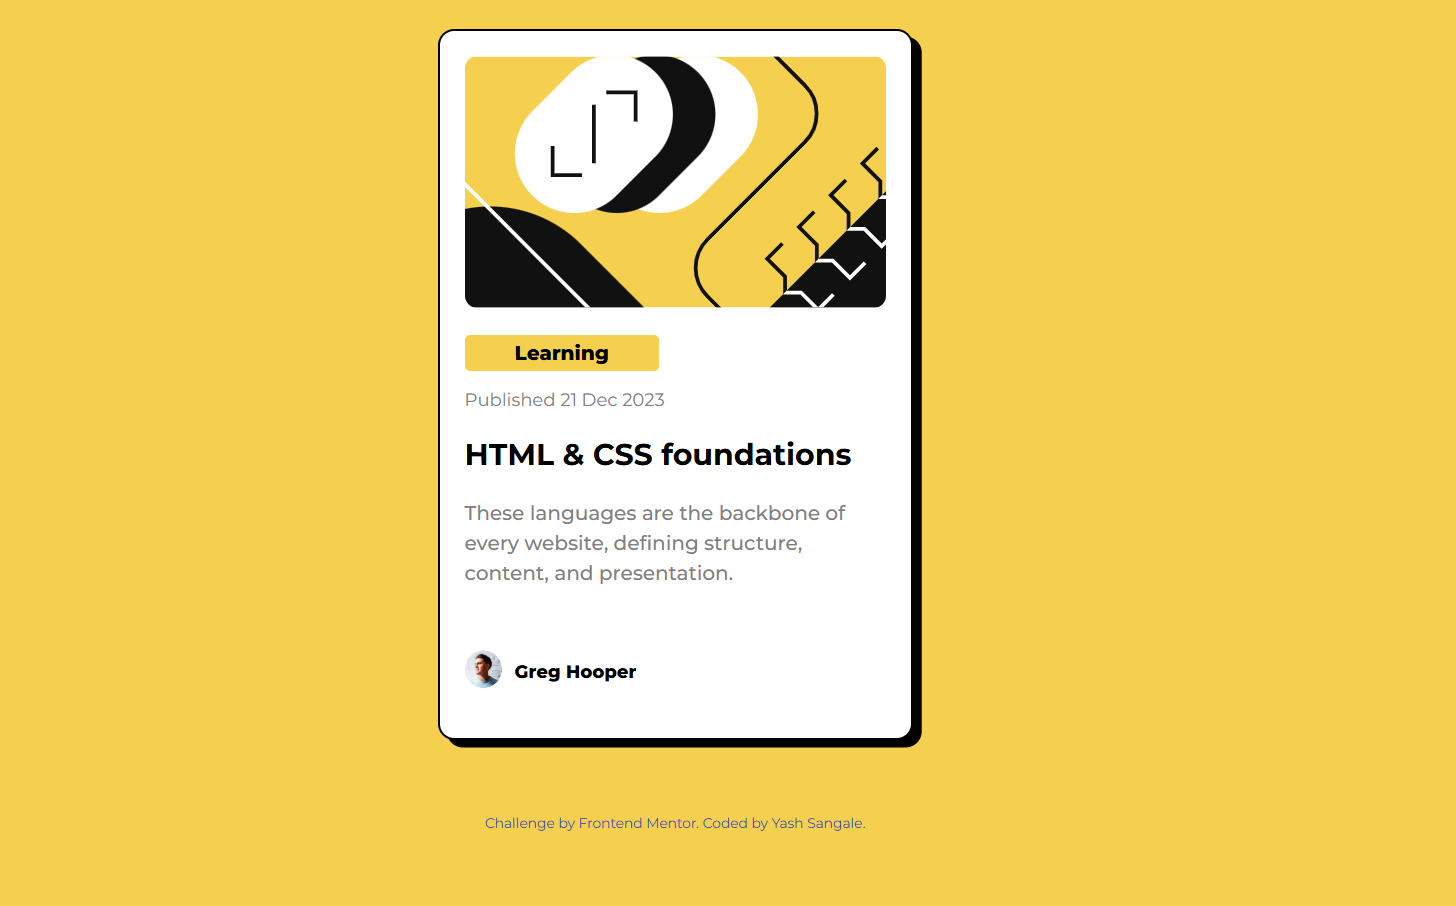 Learning
Published 21 Dec 2023
HTML & CSS foundations
These languages are the backbone of
every website, defining structure,
content, and presentation.
Greg Hooper
Challenge by Frontend Mentor. Coded by Yash Sangale.